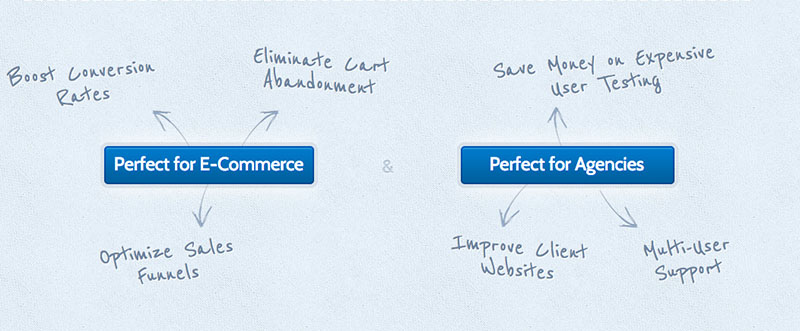 Boost Conversion
Rates
Eliminate Cart
Abandonment
Save Money on Expensive
User Testing
Perfect for E-Commerce
&
Perfect for Agencies
Optimize Sales
Funnels
Improve Client
Websites
Multi-User
Support